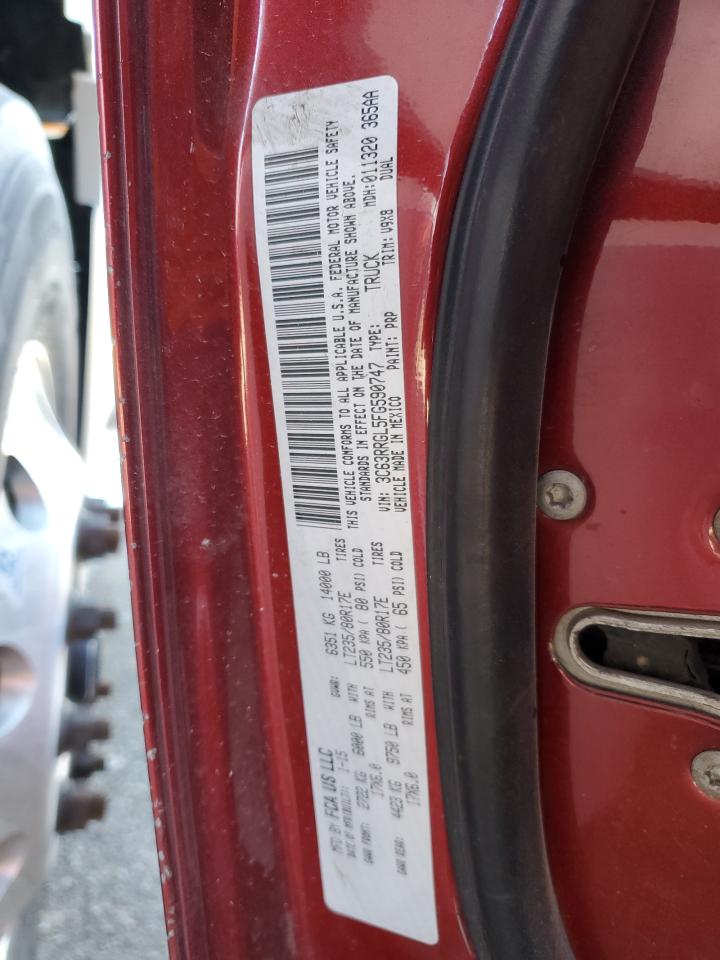 MFD BY: FCA US LLC
DATE OF MFR(BUILT): 1-15 GVWR: 6351 KG 14000 LB
GAWR FRONT: 2722 KG 6000 LB WITH LT235/80R17E TIRES
17X6.0 RIMS AT 550 KPA ( 80 PSI) COLD
GAWR REAR: 4423 KG 9750 LB WITH LT235/80R17E TIRES
17X6.0 RIMS AT 450 KPA ( 65 PSI) COLD
THIS VEHICLE CONFORMS TO ALL APPLICABLE U.S.A. FEDERAL MOTOR VEHICLE SAFETY
STANDARDS IN EFFECT ON THE DATE OF MANUFACTURE SHOWN ABOVE.
VIN: 3C63RRGL5FG590747 TYPE: TRUCK MDH: 011320 365AA
VEHICLE MADE IN MEXICO PAINT: PRP TRIM: V9X8 DUAL